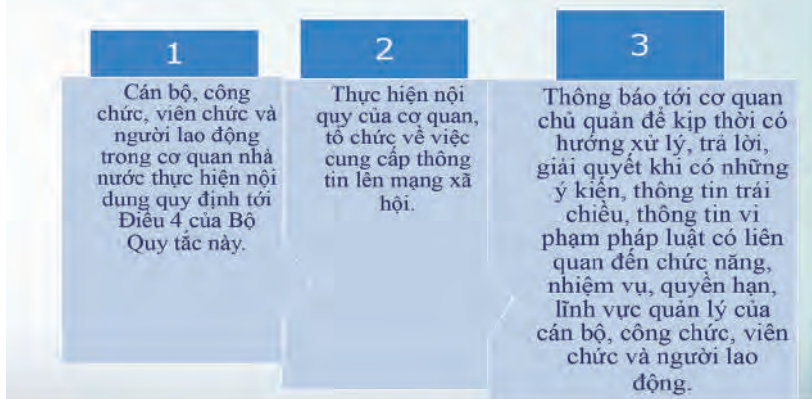 1
Cán bộ, công
chức, viên chức và
người lao động
trong cơ quan nhà
nước thực hiện nội
dung quy định tới
Điều 4 của Bộ
Quy tắc này.
2
Thực hiện nội
quy của cơ quan,
tổ chức về việc
cung cấp thông
tin lên mạng xã
hội.
3
Thông báo tới cơ quan
chủ quản để kịp thời có
hướng xử lý, trả lời,
giải quyết khi có những
ý kiến, thông tin trái
chiều, thông tin vi
phạm pháp luật có liên
quan đến chức năng,
nhiệm vụ, quyền hạn,
lĩnh vực quản lý của
cán bộ, công chức, viên
chức và người lao
động.